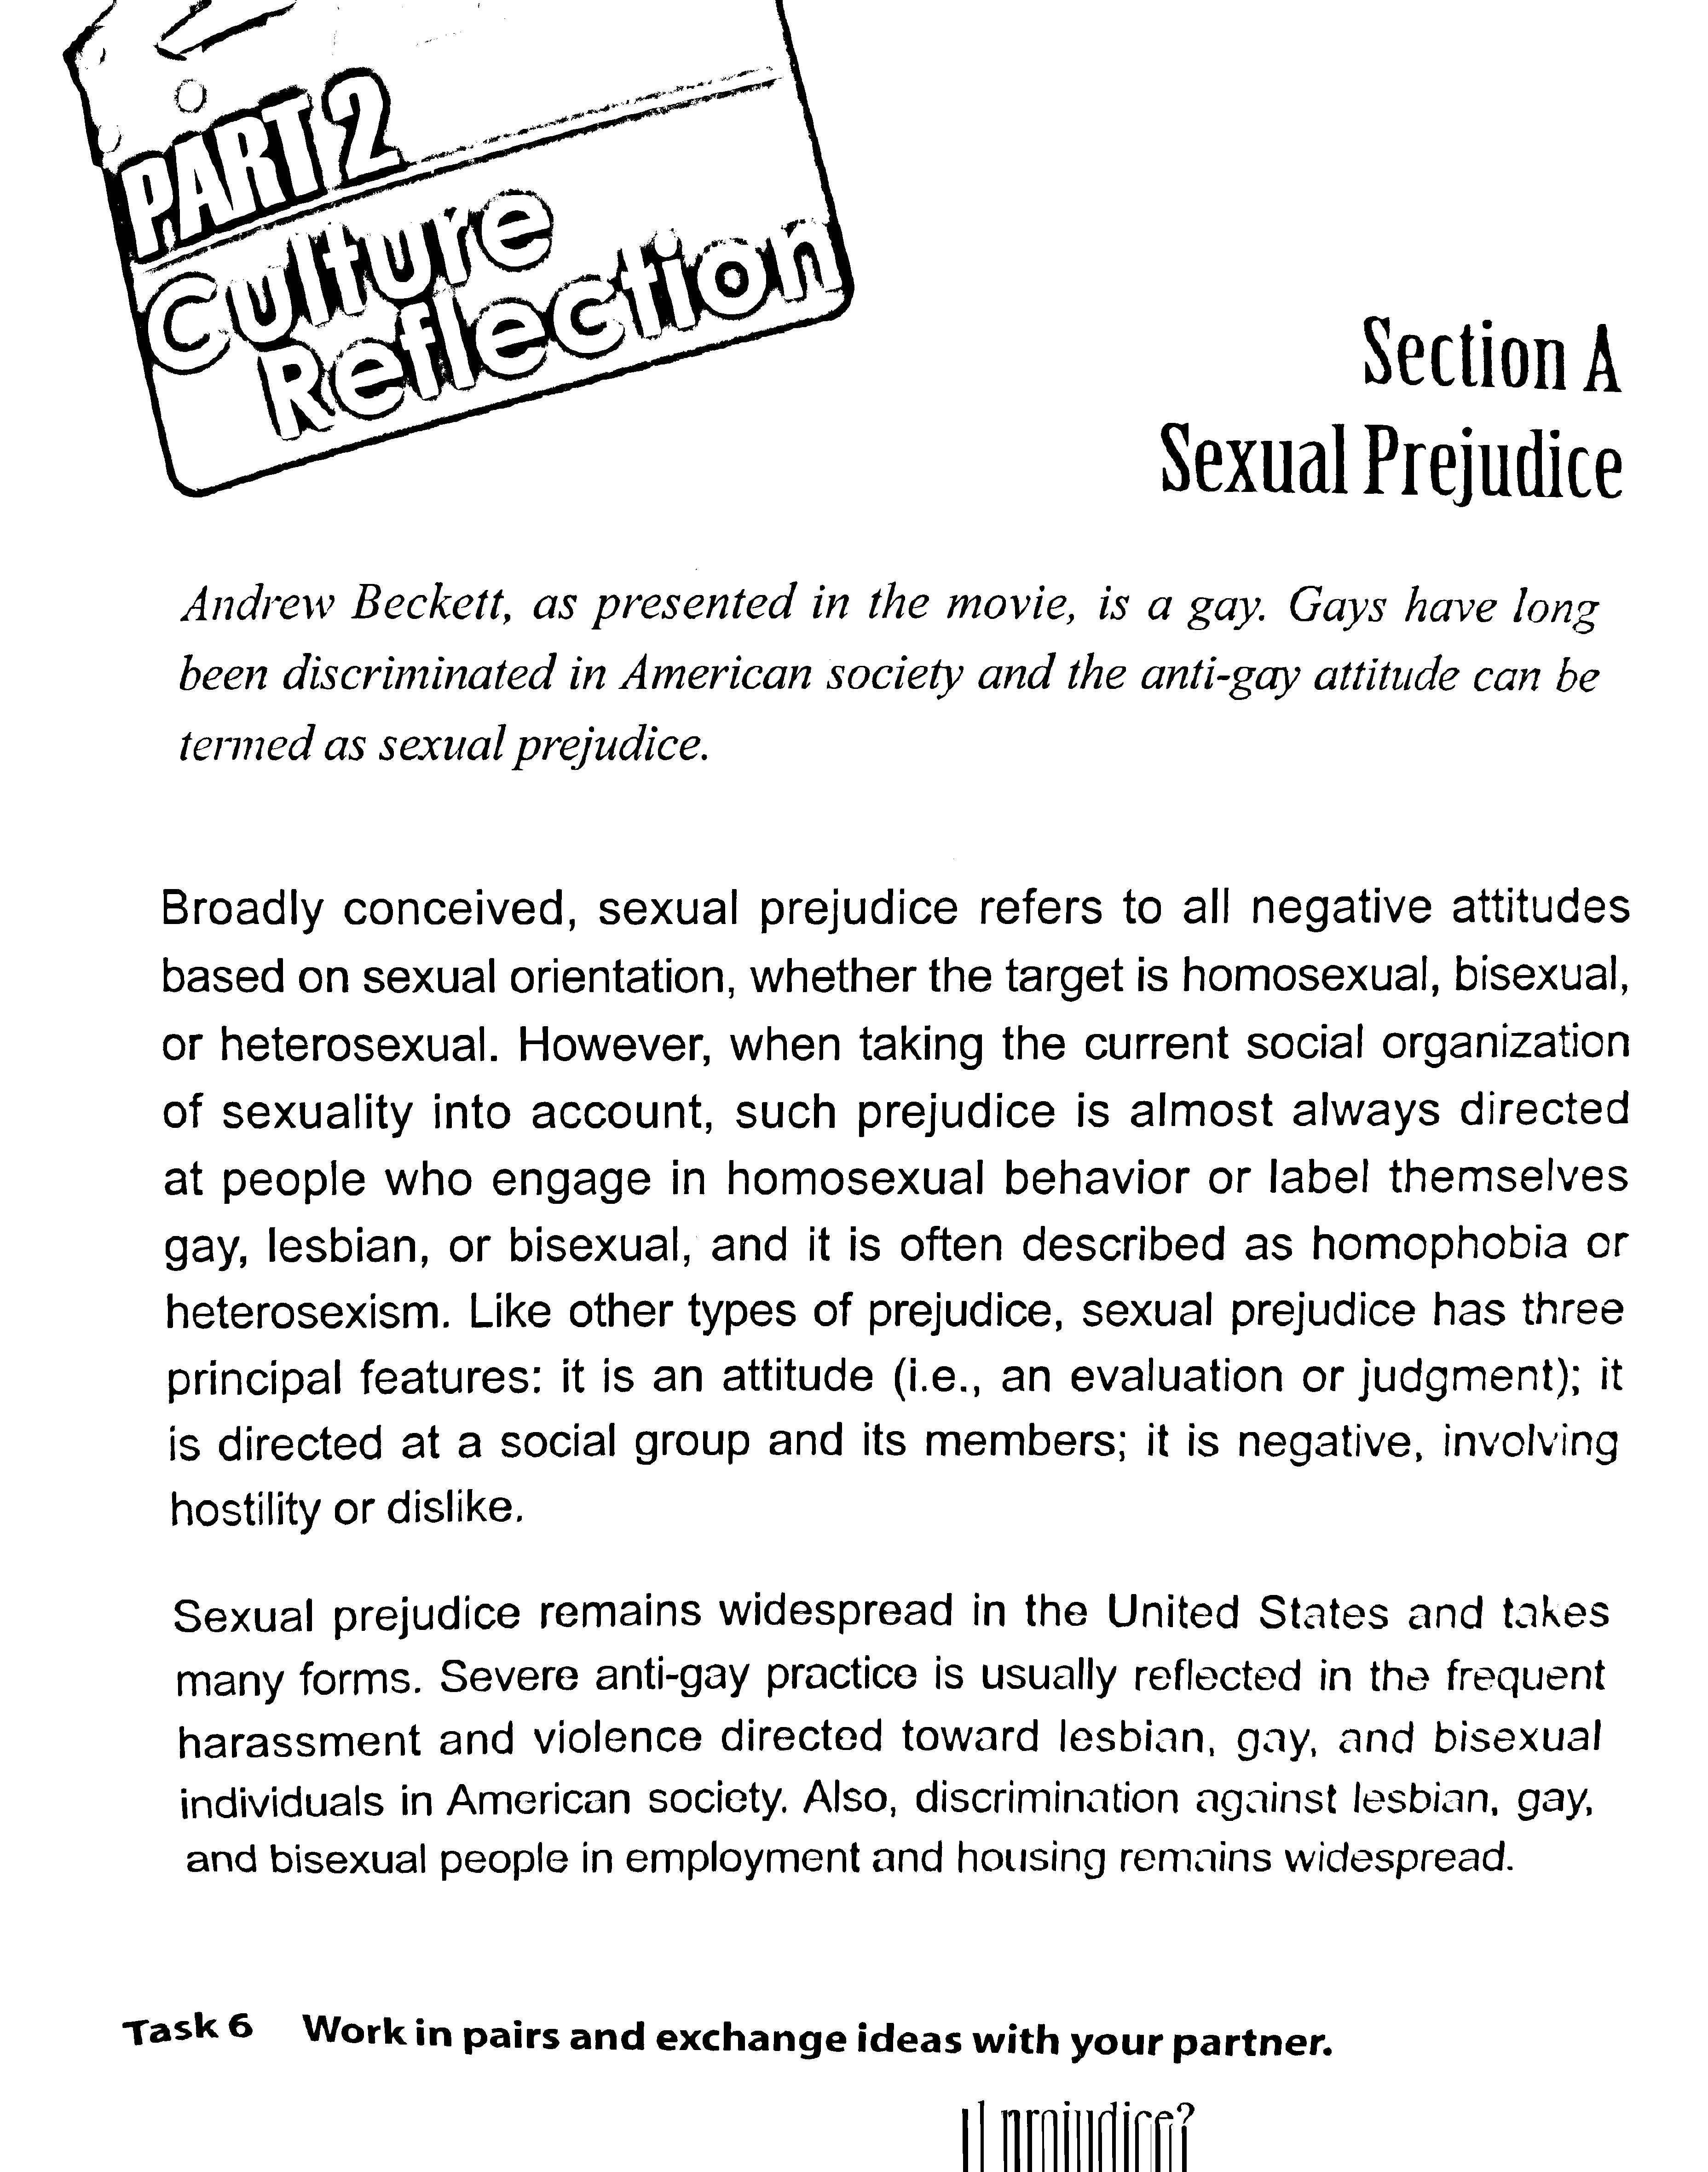 PART 2
Culture
Reflection
Section A
Sexual Prejudice
Andrew Beckett, as presented in the movie, is a gay. Gays have long
been discriminated in American society and the anti-gay attitude can be
termed as sexual prejudice.
Broadly conceived, sexual prejudice refers to all negative attitudes
based on sexual orientation, whether the target is homosexual, bisexual,
or heterosexual. However, when taking the current social organization
of sexuality into account, such prejudice is almost always directed
at people who engage in homosexual behavior or label themselves
gay, lesbian, or bisexual, and it is often described as homophobia or
heterosexism. Like other types of prejudice, sexual prejudice has three
principal features: it is an attitude (i.e., an evaluation or judgment); it
is directed at a social group and its members; it is negative, involving
hostility or dislike.
Sexual prejudice remains widespread in the United States and takes
many forms. Severe anti-gay practice is usually reflected in the frequent
harassment and violence directed toward lesbian, gay, and bisexual
individuals in American society. Also, discrimination against lesbian, gay,
and bisexual people in employment and housing remains widespread.
Task 6 Work in pairs and exchange ideas with your partner.
prejudice?